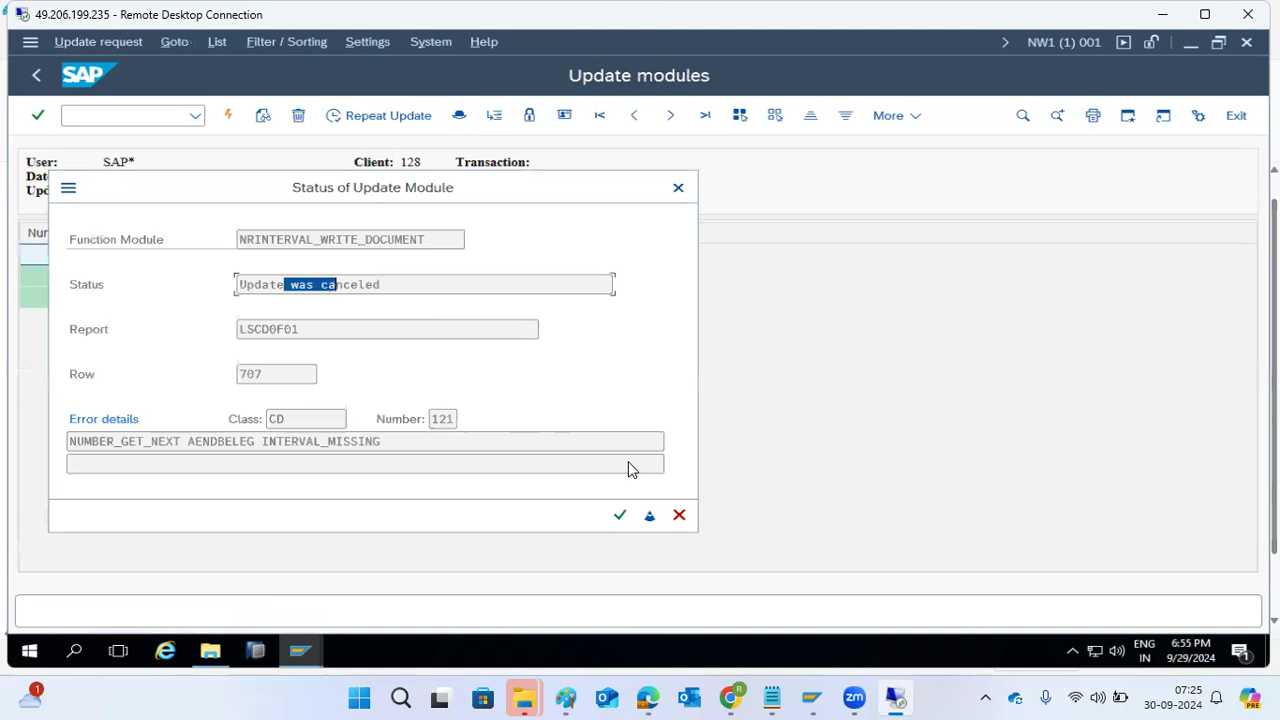 49.206.199.235 - Remote Desktop Connection
Update request Goto List Filter / Sorting Settings System Help NW1 (1) 001
SAP Update modules
Repeat Update More Exit
User: SAP* Client: 128 Transaction:
Status of Update Module
Function Module NRINTERVAL_WRITE_DOCUMENT
Status Update was canceled
Report LSCD0F01
Row 707
Error details Class: CD Number: 121
NUMBER_GET_NEXT AENDBELEG INTERVAL_MISSING
ENG 6:55 PM
IN 9/29/2024 1
1 07:25
30-09-2024 PRE